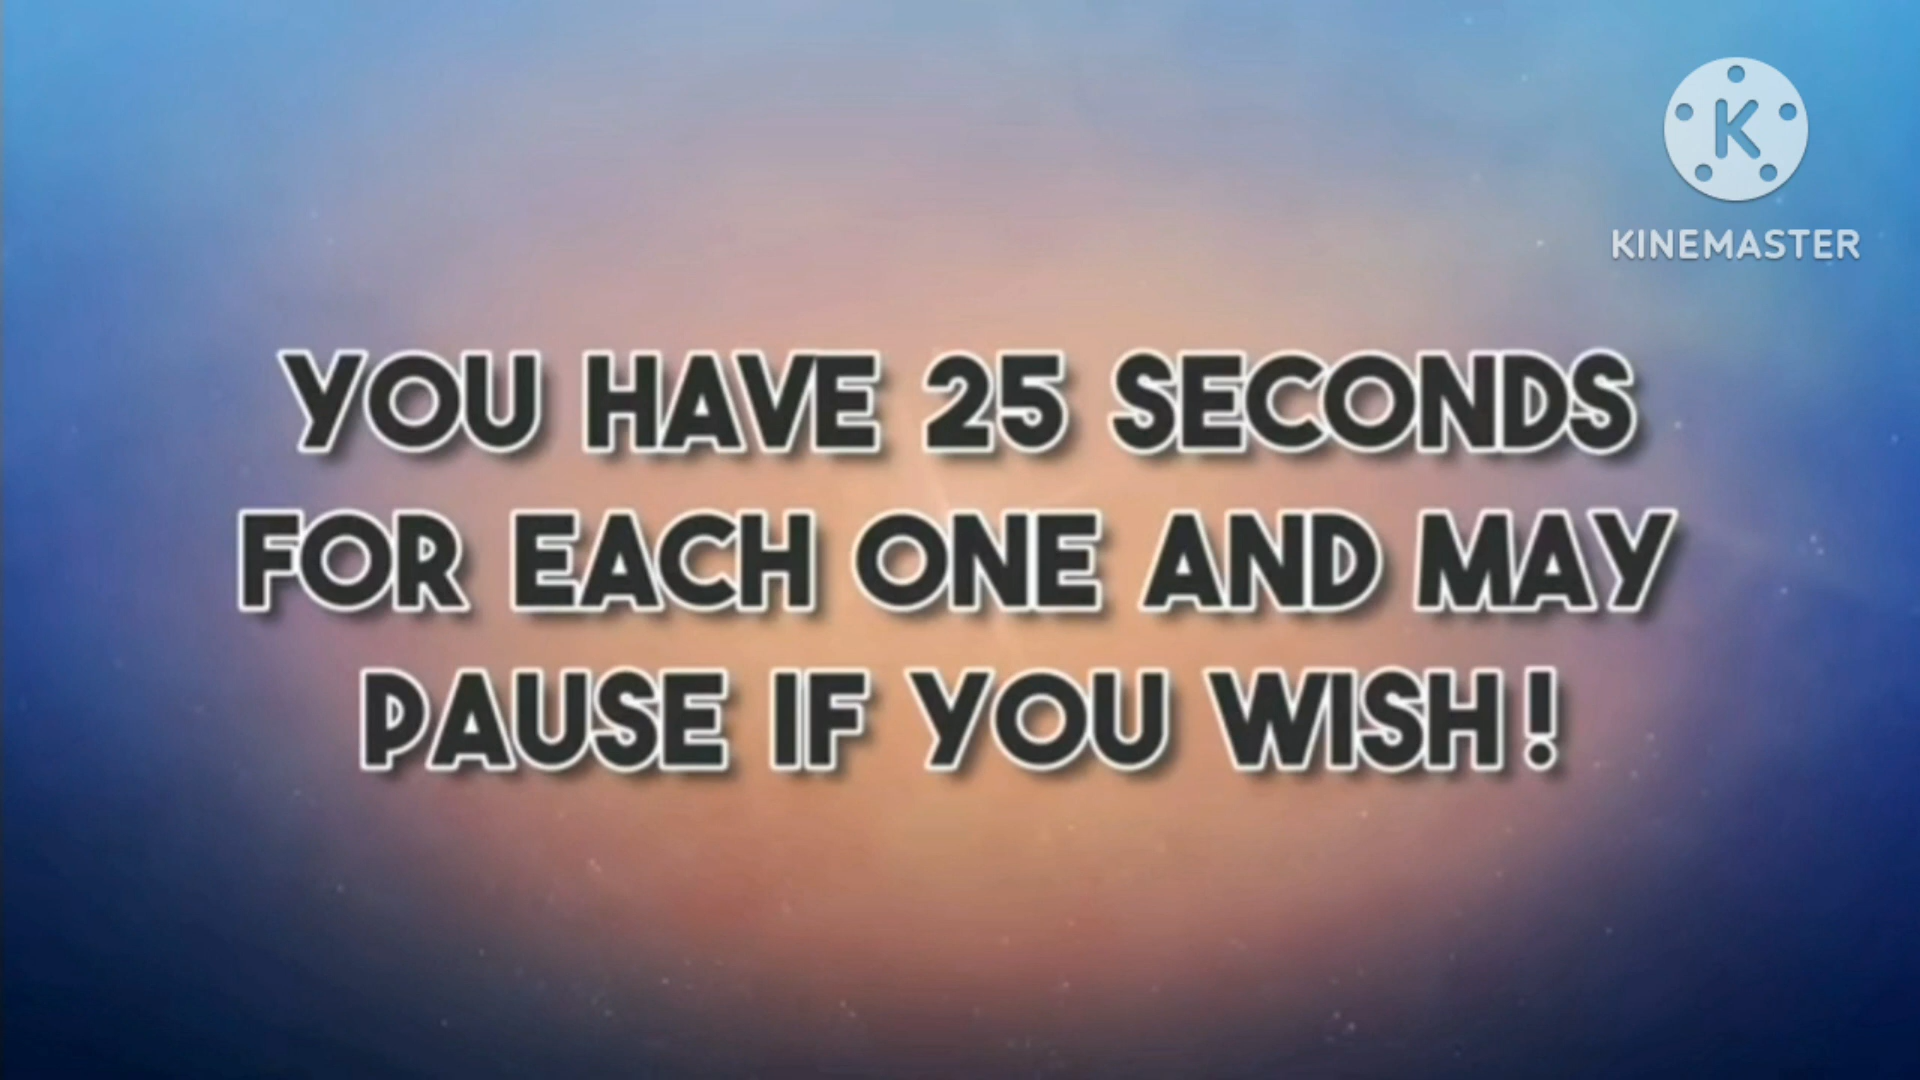 K
KINEMASTER
YOU HAVE 25 SECONDS
FOR EACH ONE AND MAY
PAUSE IF YOU WISH!